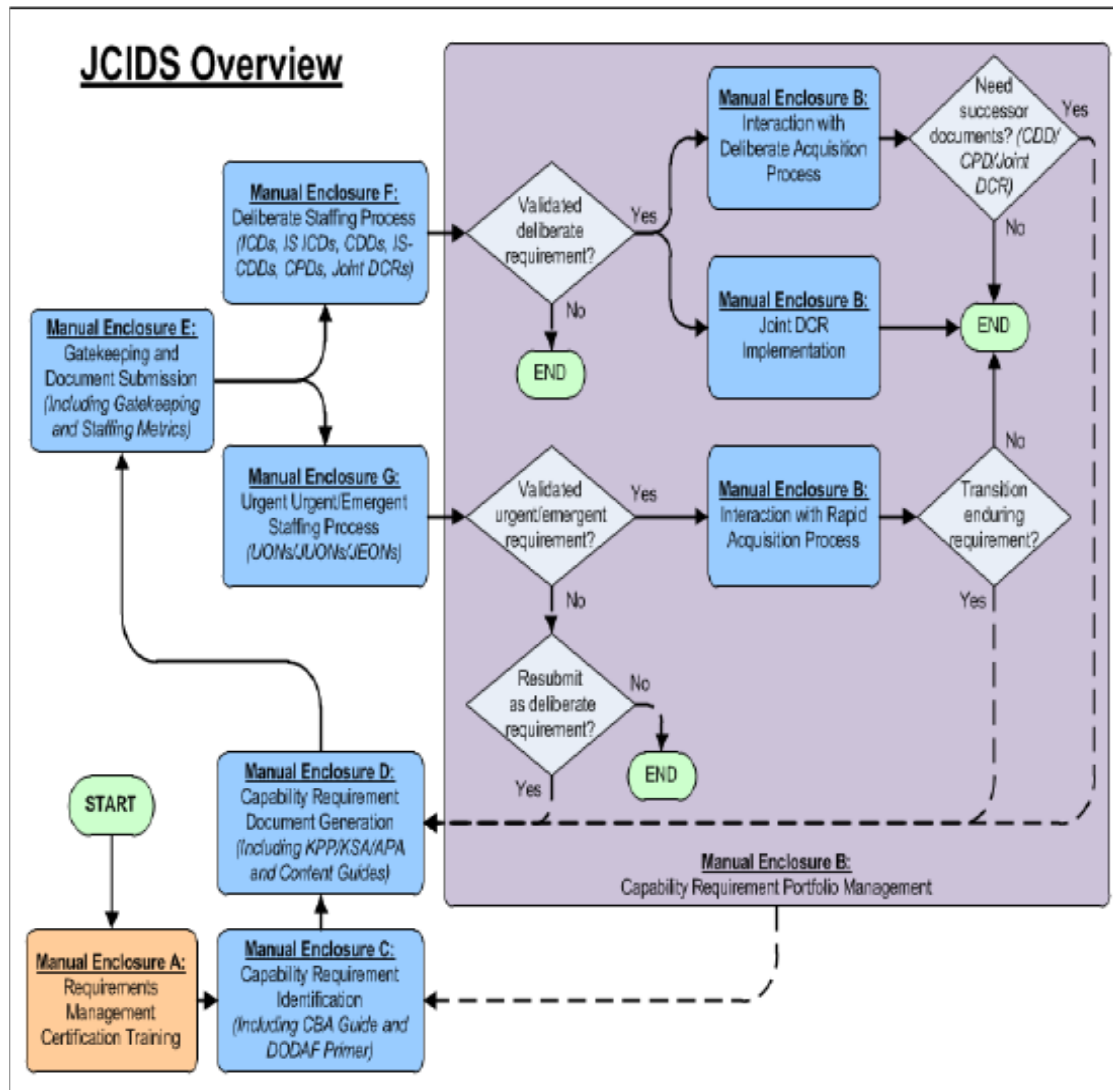 JCIDS Overview
Manual Enclosure B:
Interaction with
Deliberate Acquisition
Process
Need
successor
documents? (CDD/
CPD/Joint
DCR)
Yes
No
Manual Enclosure F:
Deliberate Staffing Process
(ICDs, IS ICDs, CDDs, IS-
CDDs, CPDs, Joint DCRs)
Validated
deliberate
requirement?
Yes
No
END
Manual Enclosure B:
Joint DCR
Implementation
END
Manual Enclosure E:
Gatekeeping and
Document Submission
(Including Gatekeeping
and Staffing Metrics)
Manual Enclosure G:
Urgent Urgent/Emergent
Staffing Process
(UONs/JUONs/JEONs)
Validated
urgent/emergent
requirement?
Yes
No
Manual Enclosure B:
Interaction with Rapid
Acquisition Process
No
Transition
enduring
requirement?
Yes
Resubmit
as deliberate
requirement?
No
END
Yes
START
Manual Enclosure D:
Capability Requirement
Document Generation
(Including KPP/KSA/APA
and Content Guides)
Manual Enclosure B:
Capability Requirement Portfolio Management
Manual Enclosure A:
Requirements
Management
Certification Training
Manual Enclosure C:
Capability Requirement
Identification
(Including CBA Guide and
DODAF Primer)